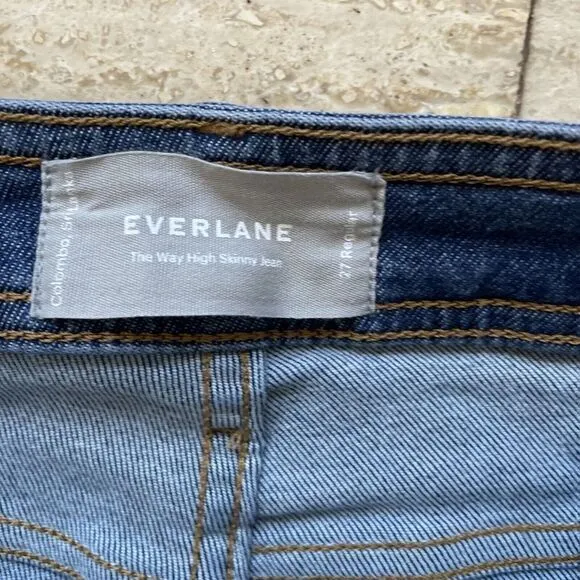 Colombo, Sri Lanka
EVERLANE
The Way High Skinny Jean
27 Regular